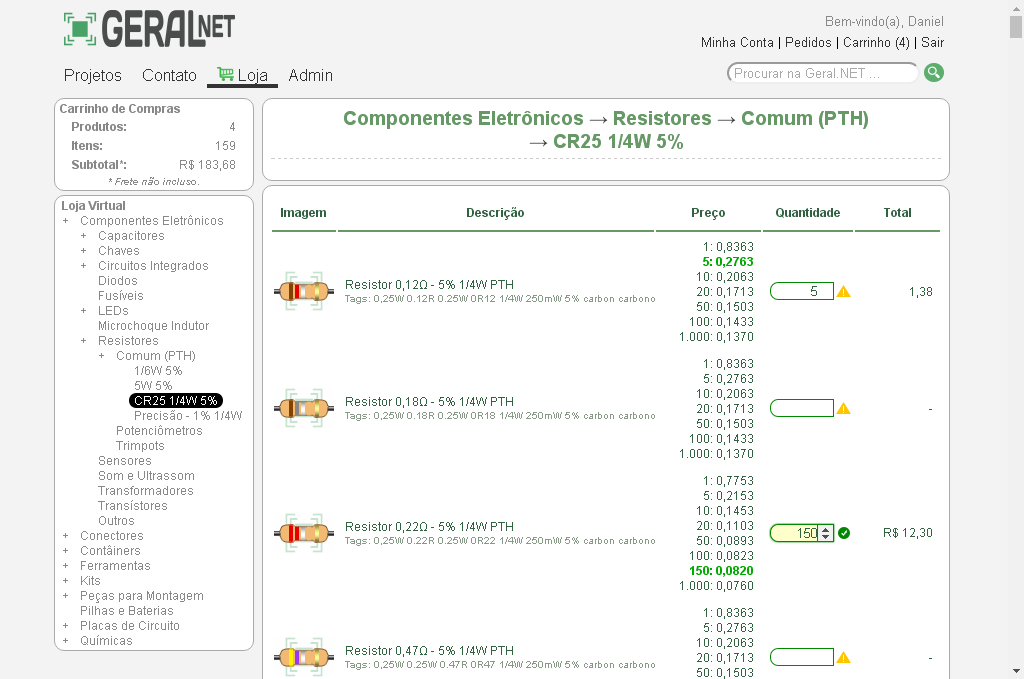 GERALNET
Bem-vindo(a), Daniel
Minha Conta | Pedidos | Carrinho (4) | Sair
Projetos Contato Loja Admin
Procurar na Geral.NET ...
Carrinho de Compras
Produtos: 4
Itens: 159
Subtotal*: R$ 183,68
* Frete não incluso.
Loja Virtual
+ Componentes Eletrônicos
+ Capacitores
+ Chaves
+ Circuitos Integrados
Diodos
Fusíveis
+ LEDs
Microchoque Indutor
+ Resistores
+ Comum (PTH)
1/6W 5%
5W 5%
CR25 1/4W 5%
Precisão - 1% 1/4W
Potenciômetros
Trimpots
Sensores
Som e Ultrassom
Transformadores
Transístores
Outros
+ Conectores
+ Contâiners
+ Ferramentas
+ Kits
+ Peças para Montagem
Pilhas e Baterias
+ Placas de Circuito
+ Químicas
Componentes Eletrônicos → Resistores → Comum (PTH)
→ CR25 1/4W 5%
Imagem Descrição Preço Quantidade Total
Resistor 0,12Ω - 5% 1/4W PTH
Tags: 0,25W 0.12R 0.25W 0R12 1/4W 250mW 5% carbon carbono
1: 0,8363
5: 0,2763
10: 0,2063
20: 0,1713
50: 0,1503
100: 0,1433
1.000: 0,1370
5
1,38
Resistor 0,18Ω - 5% 1/4W PTH
Tags: 0,25W 0.18R 0.25W 0R18 1/4W 250mW 5% carbon carbono
1: 0,8363
5: 0,2763
10: 0,2063
20: 0,1713
50: 0,1503
100: 0,1433
1.000: 0,1370
-
Resistor 0,22Ω - 5% 1/4W PTH
Tags: 0,25W 0.22R 0.25W 0R22 1/4W 250mW 5% carbon carbono
1: 0,7753
5: 0,2153
10: 0,1453
20: 0,1103
50: 0,0893
100: 0,0823
150: 0,0820
1.000: 0,0760
150
R$ 12,30
Resistor 0,47Ω - 5% 1/4W PTH
Tags: 0,25W 0.25W 0.47R 0R47 1/4W 250mW 5% carbon carbono
1: 0,8363
5: 0,2763
10: 0,2063
20: 0,1713
50: 0,1503
-